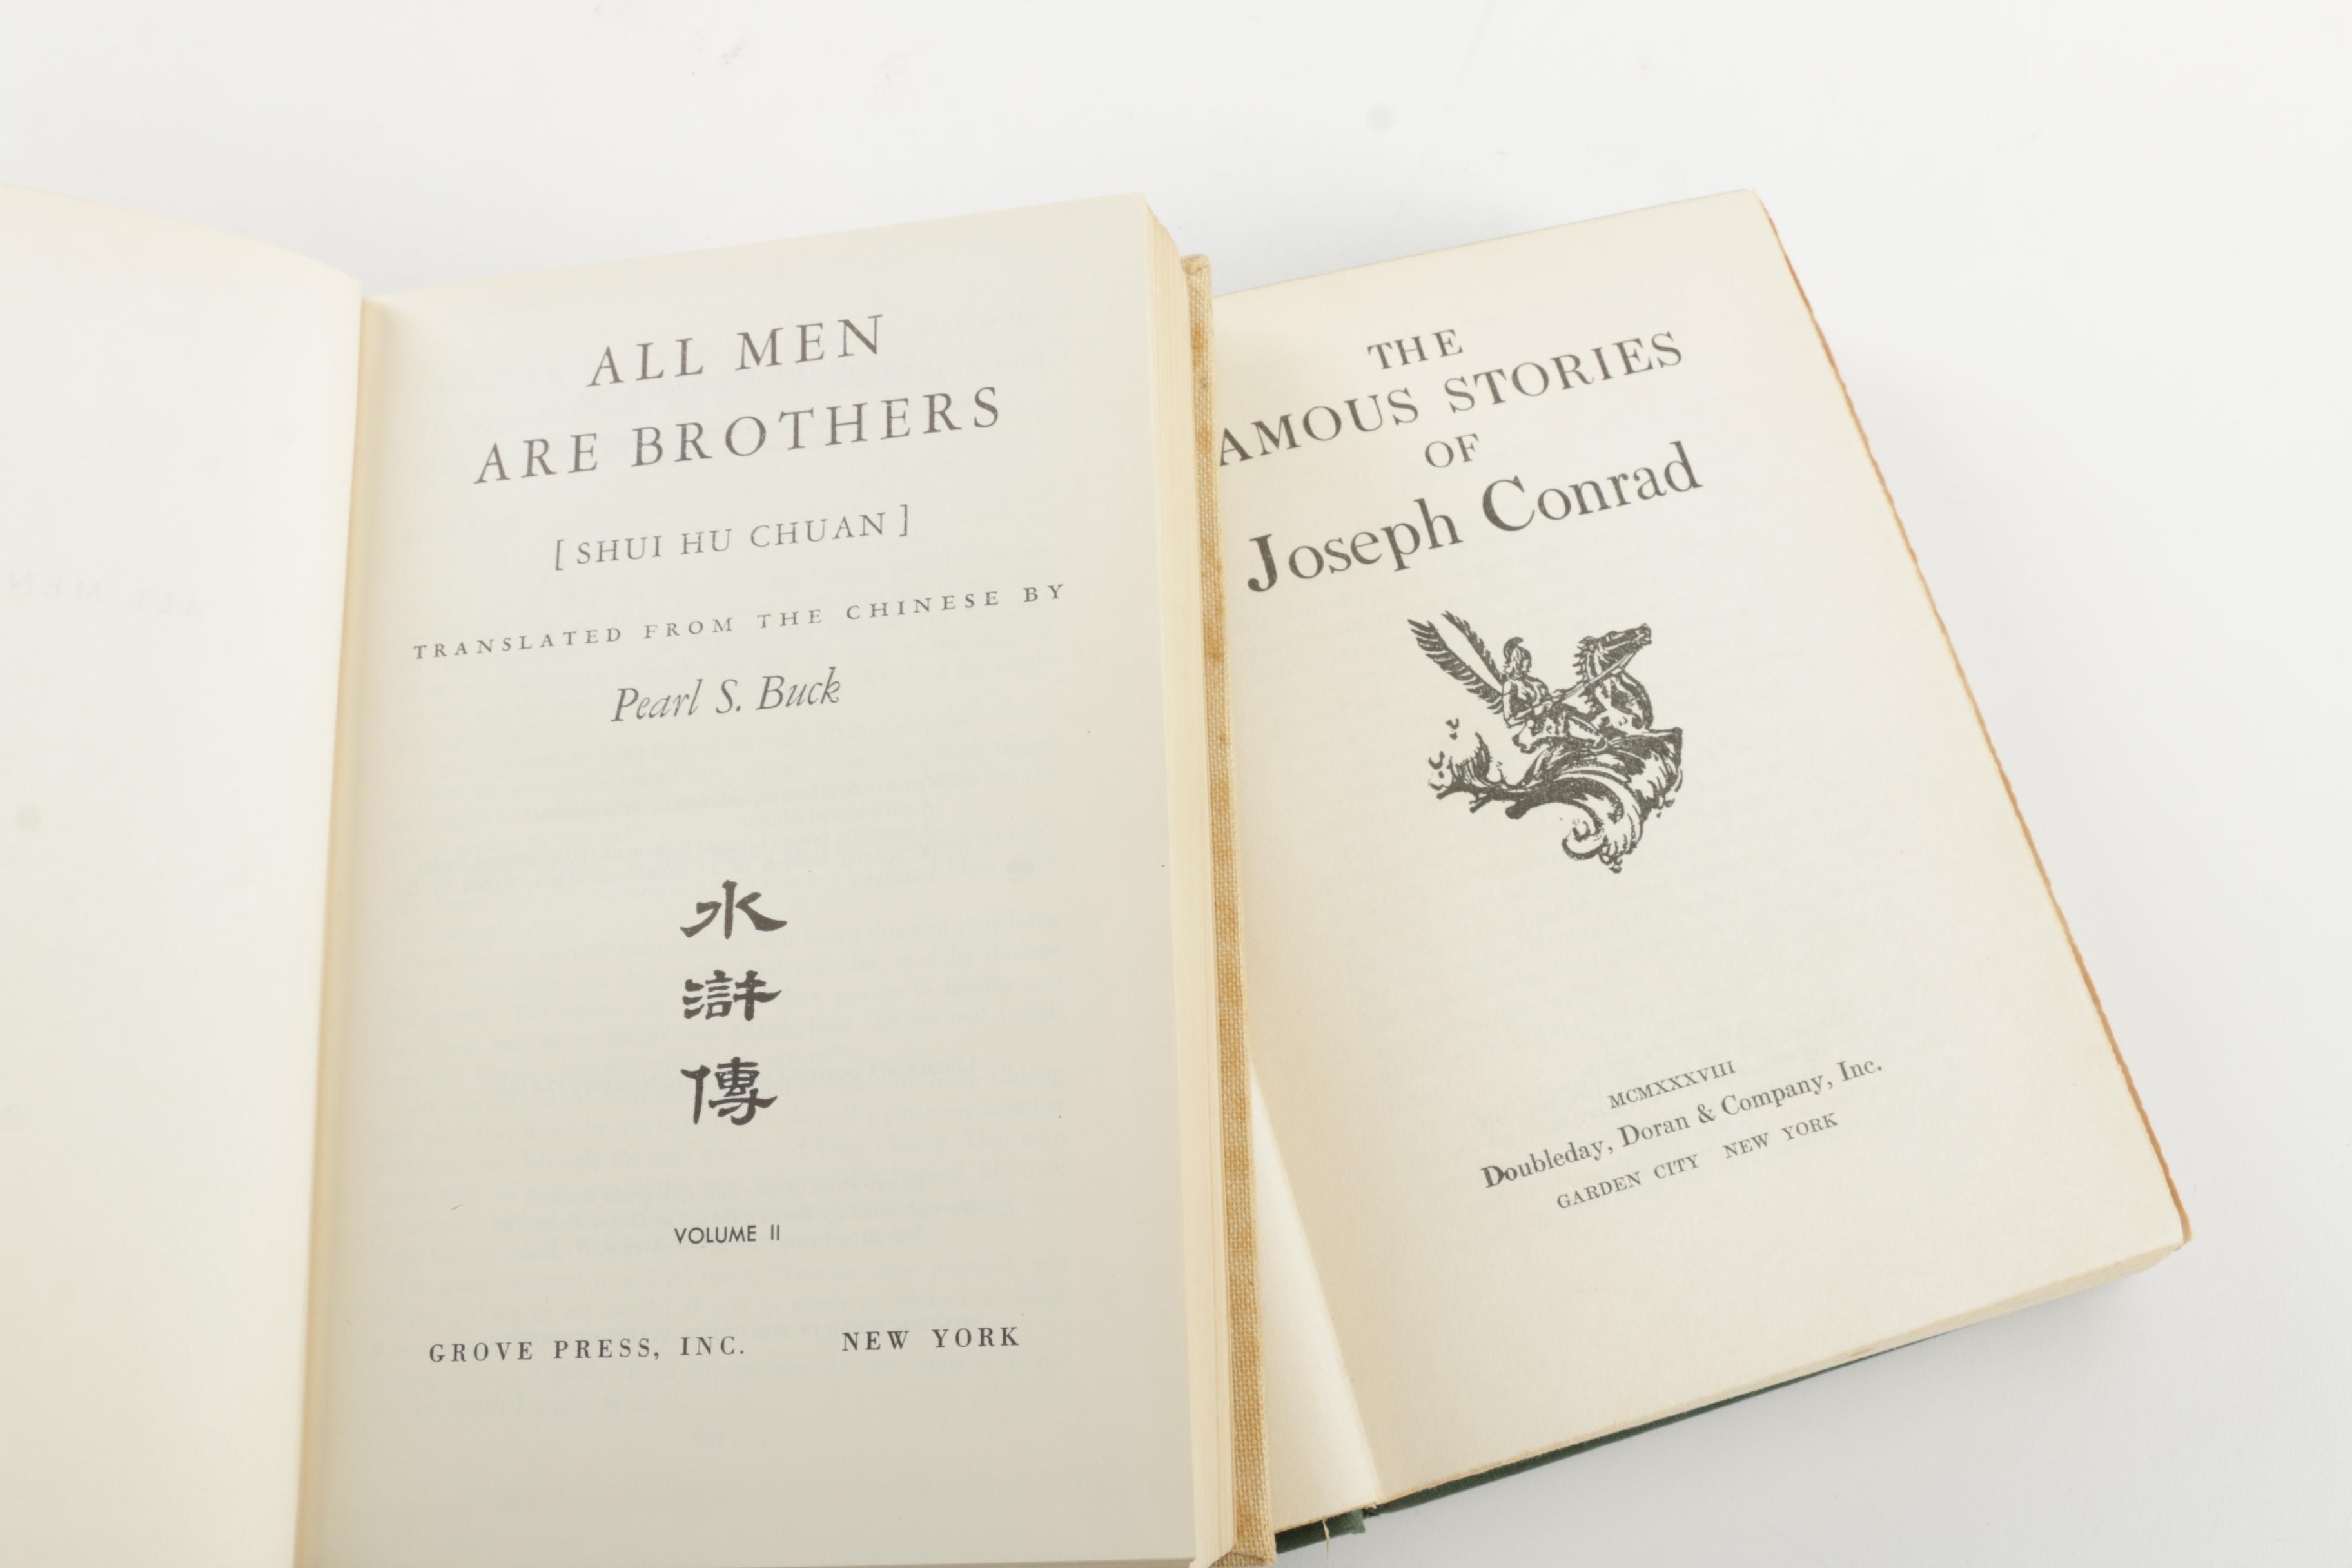 ALL MEN
ARE BROTHERS
[ SHUI HU CHUAN ]
TRANSLATED FROM THE CHINESE BY
Pearl S. Buck
水
滸
傳
VOLUME II
GROVE PRESS, INC. NEW YORK
THE
AMOUS STORIES
OF
Joseph Conrad
MCMXXXVIII
Doubleday, Doran & Company, Inc.
GARDEN CITY NEW YORK
ALL MEN